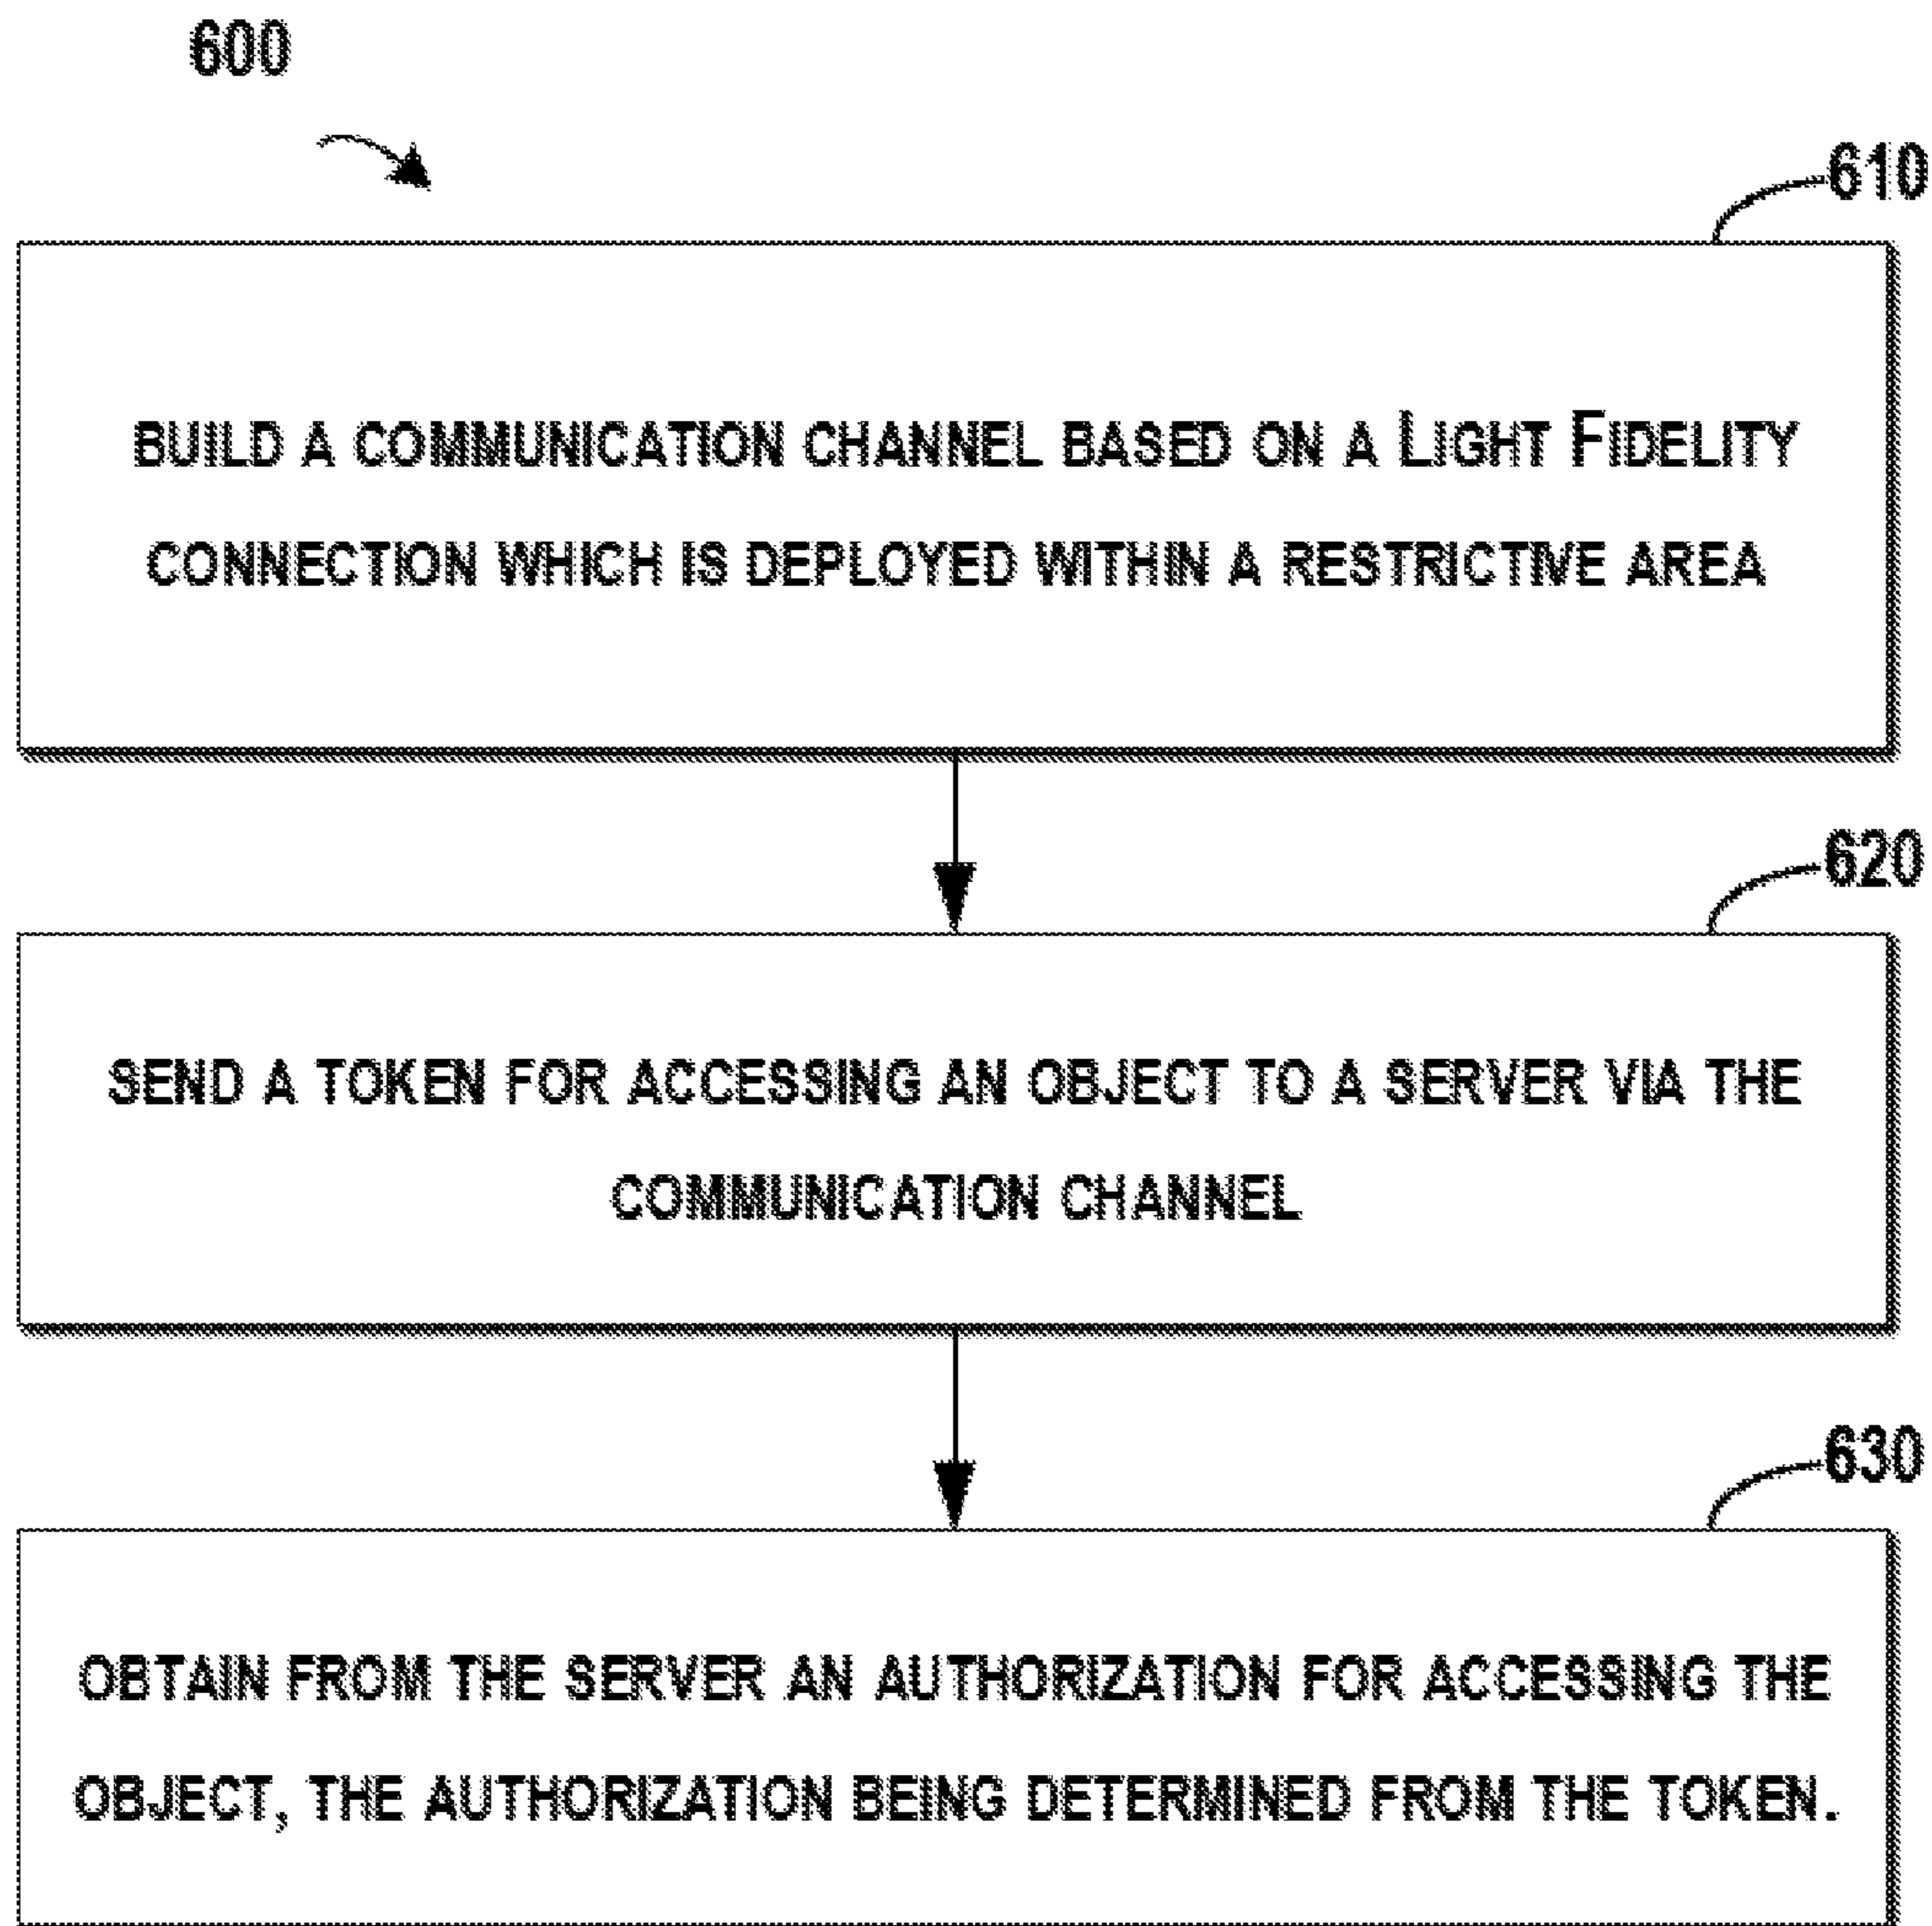 600
610
BUILD A COMMUNICATION CHANNEL BASED ON A LIGHT FIDELITY
CONNECTION WHICH IS DEPLOYED WITHIN A RESTRICTIVE AREA
620
SEND A TOKEN FOR ACCESSING AN OBJECT TO A SERVER VIA THE
COMMUNICATION CHANNEL
630
OBTAIN FROM THE SERVER AN AUTHORIZATION FOR ACCESSING THE
OBJECT, THE AUTHORIZATION BEING DETERMINED FROM THE TOKEN.